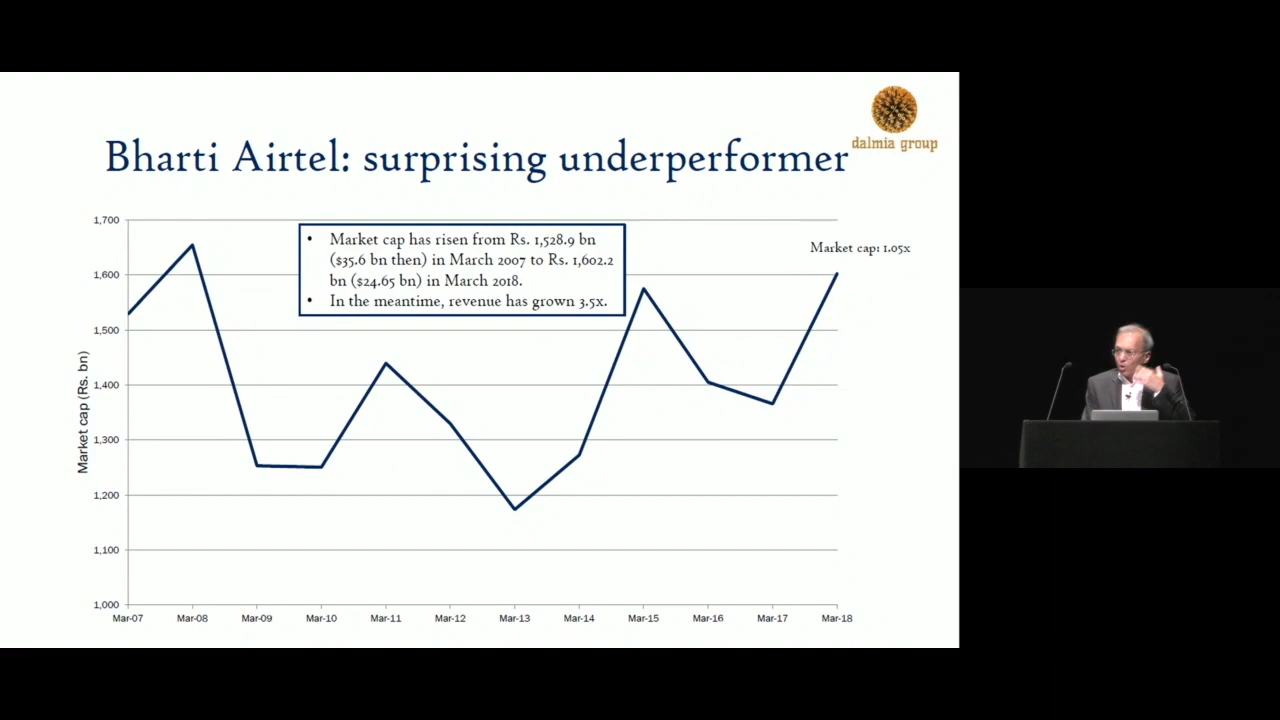 dalmia group
Bharti Airtel: surprising underperformer
• Market cap has risen from Rs. 1,528.9 bn
($35.6 bn then) in March 2007 to Rs. 1,602.2
bn ($24.65 bn) in March 2018.
• In the meantime, revenue has grown 3.5x.
Market cap: 1.05x
Market cap (Rs. bn)
1,700
1,600
1,500
1,400
1,300
1,200
1,100
1,000
Mar-07 Mar-08 Mar-09 Mar-10 Mar-11 Mar-12 Mar-13 Mar-14 Mar-15 Mar-16 Mar-17 Mar-18